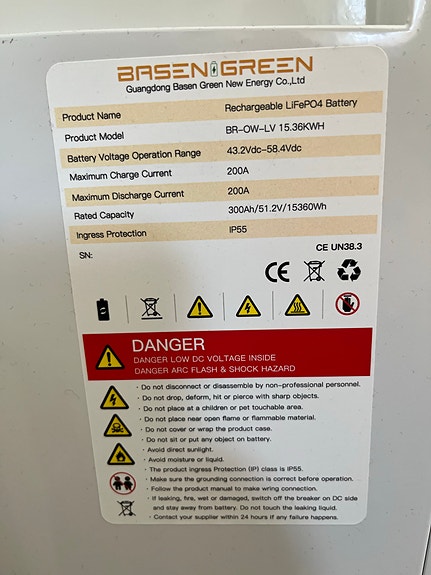 BASEN GREEN
Guangdong Basen Green New Energy Co.,Ltd
Product Name Rechargeable LiFePO4 Battery
Product Model BR-OW-LV 15.36KWH
Battery Voltage Operation Range 43.2Vdc-58.4Vdc
Maximum Charge Current 200A
Maximum Discharge Current 200A
Rated Capacity 300Ah/51.2V/15360Wh
Ingress Protection IP55
SN: CE UN38.3
CE
DANGER
DANGER LOW DC VOLTAGE INSIDE
DANGER ARC FLASH & SHOCK HAZARD
· Do not disconnect or disassemble by non-professional personnel.
· Do not drop, deform, hit or pierce with sharp objects.
· Do not place at a children or pet touchable area.
· Do not place near open flame or flammable material.
· Do not cover or wrap the product case.
· Do not sit or put any object on battery.
· Avoid direct sunlight.
· Avoid moisture or liquid.
· The product ingress Protection (IP) class is IP55.
· Make sure the grounding connection is correct before operation.
· Follow the product manual to make wiring connection.
· If leaking, fire, wet or damaged, switch off the breaker on DC side
and stay away from battery. Do not touch the leaking liquid.
· Contact your supplier within 24 hours if any failure happens.